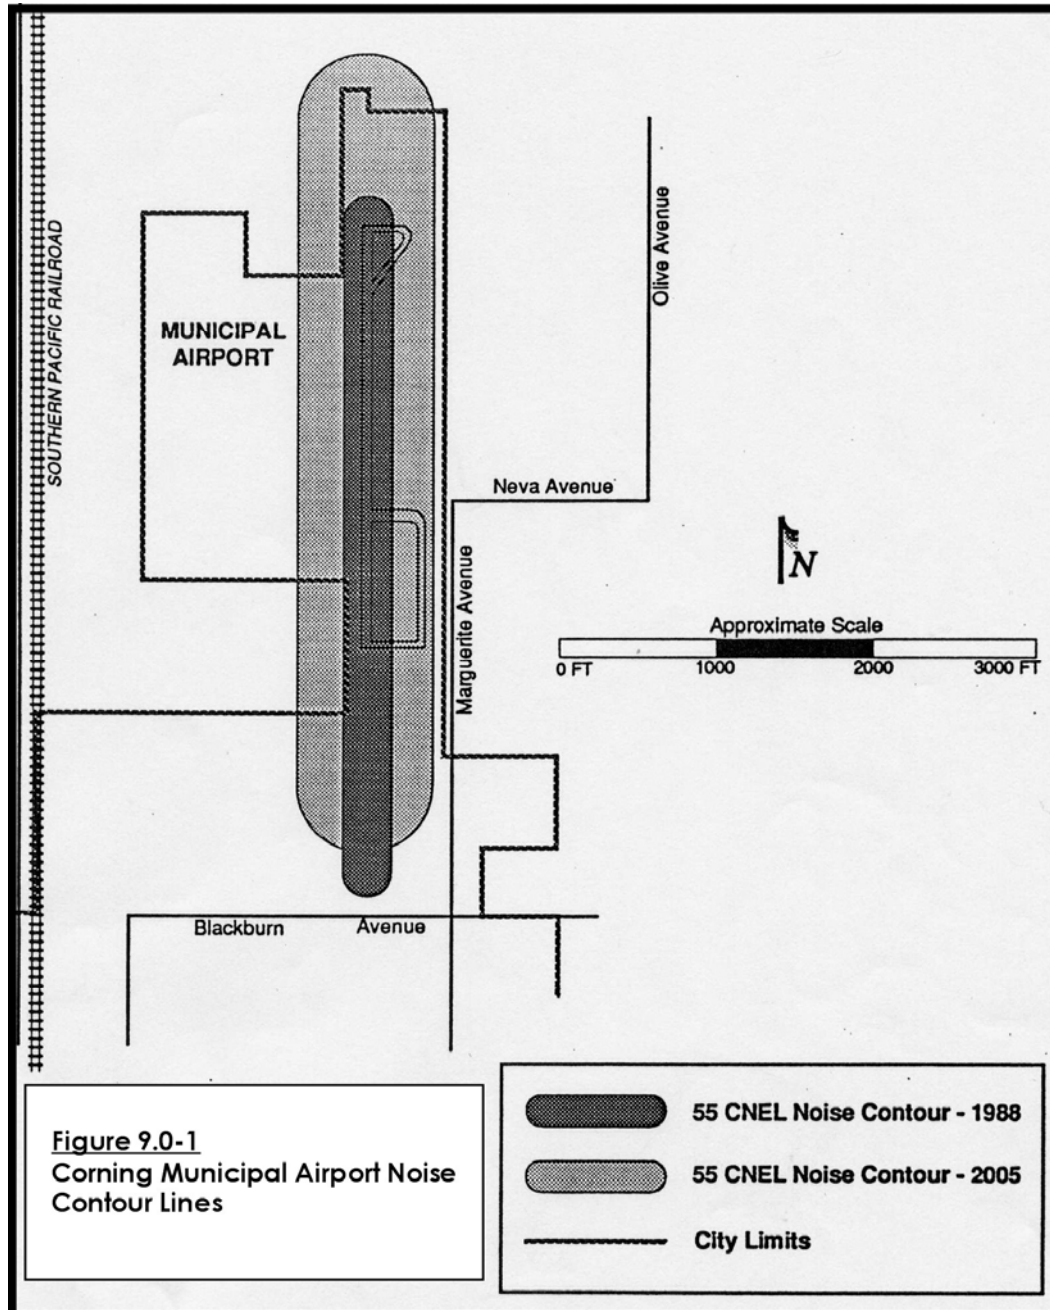 SOUTHERN PACIFIC RAILROAD
MUNICIPAL
AIRPORT
Olive Avenue
Neva Avenue
Marguerite Avenue
N
Approximate Scale
0 FT 1000 2000 3000 FT
Blackburn Avenue
Figure 9.0-1
Corning Municipal Airport Noise
Contour Lines
55 CNEL Noise Contour - 1988
55 CNEL Noise Contour - 2005
City Limits